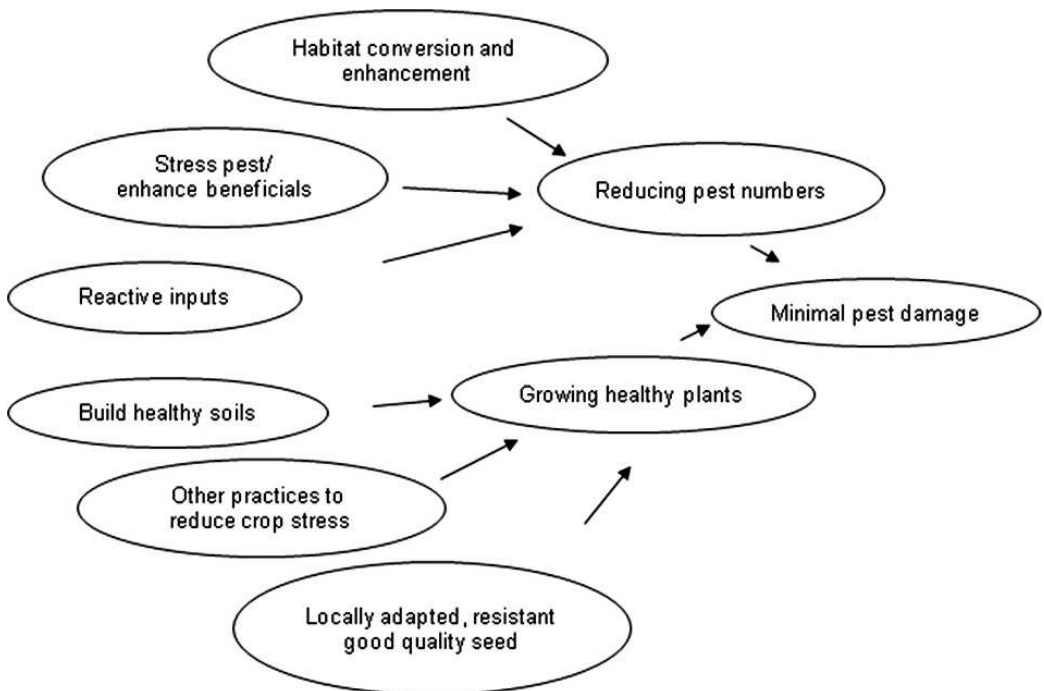 Habitat conversion and
enhancement
Stress pest/
enhance beneficials
Reducing pest numbers
Reactive inputs
Minimal pest damage
Growing healthy plants
Build healthy soils
Other practices to
reduce crop stress
Locally adapted, resistant
good quality seed